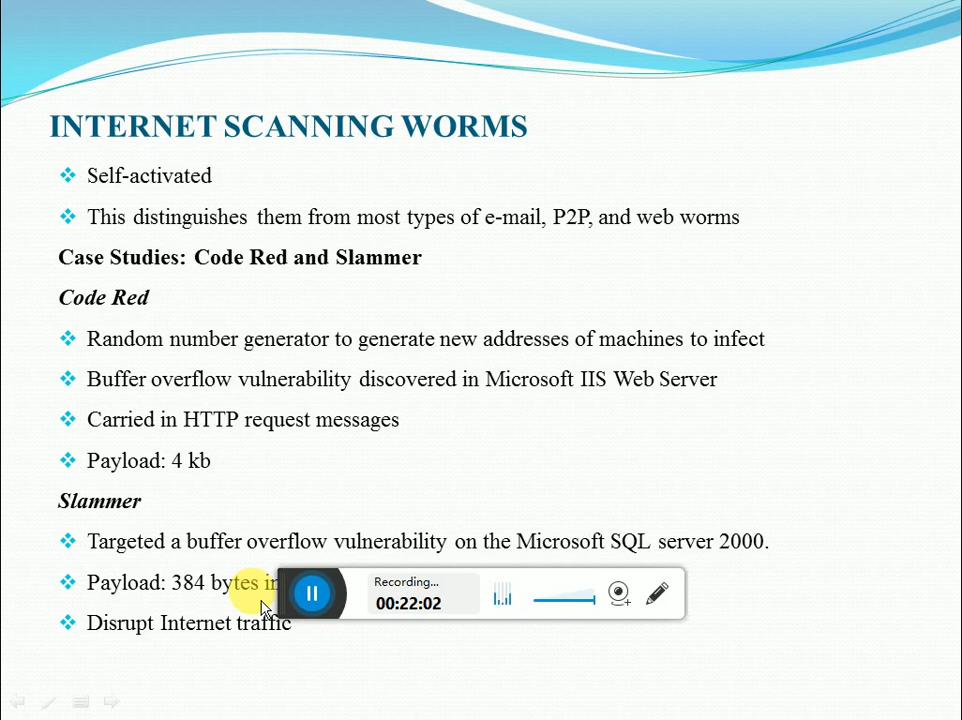 INTERNET SCANNING WORMS
Self-activated
This distinguishes them from most types of e-mail, P2P, and web worms
Case Studies: Code Red and Slammer
Code Red
Random number generator to generate new addresses of machines to infect
Buffer overflow vulnerability discovered in Microsoft IIS Web Server
Carried in HTTP request messages
Payload: 4 kb
Slammer
Targeted a buffer overflow vulnerability on the Microsoft SQL server 2000.
Payload: 384 bytes in
Recording...
00:22:02
Disrupt Internet traffic